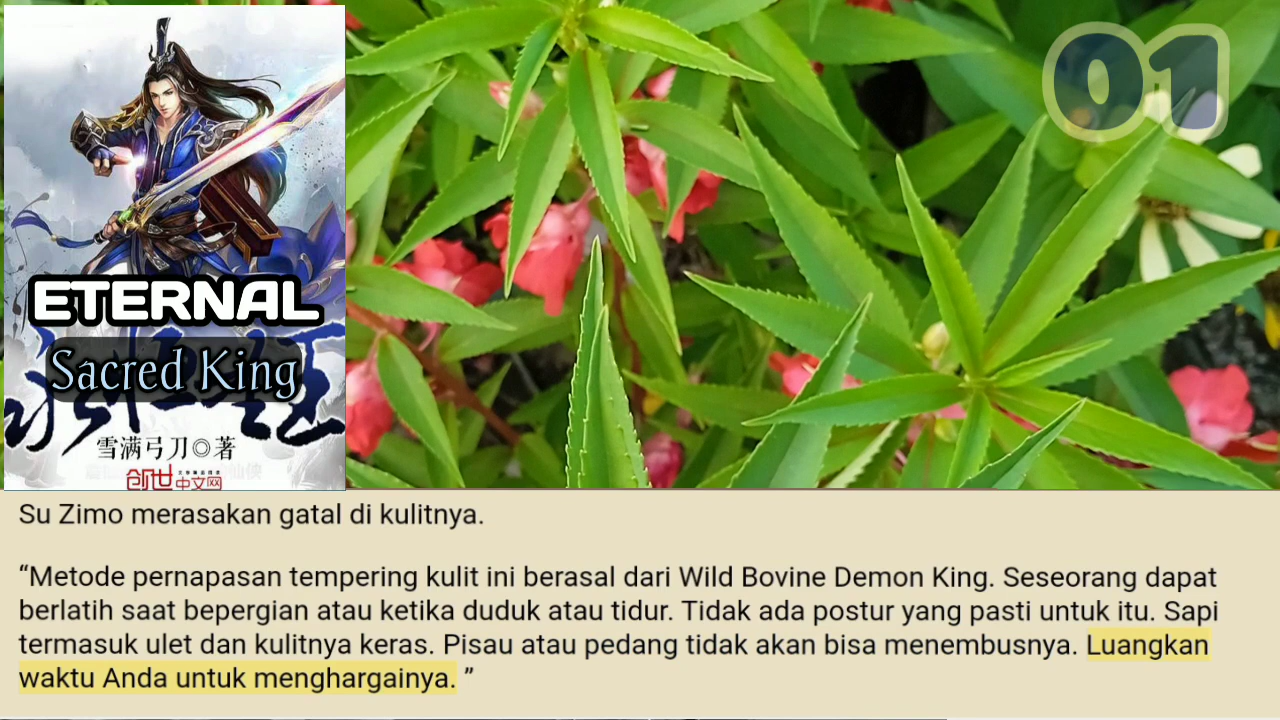 01
ETERNAL
Sacred King
雪满弓刀◎著
创世中文网
Su Zimo merasakan gatal di kulitnya.
“Metode pernapasan tempering kulit ini berasal dari Wild Bovine Demon King. Seseorang dapat
berlatih saat bepergian atau ketika duduk atau tidur. Tidak ada postur yang pasti untuk itu. Sapi
termasuk ulet dan kulitnya keras. Pisau atau pedang tidak akan bisa menembusnya. Luangkan
waktu Anda untuk menghargainya. ”